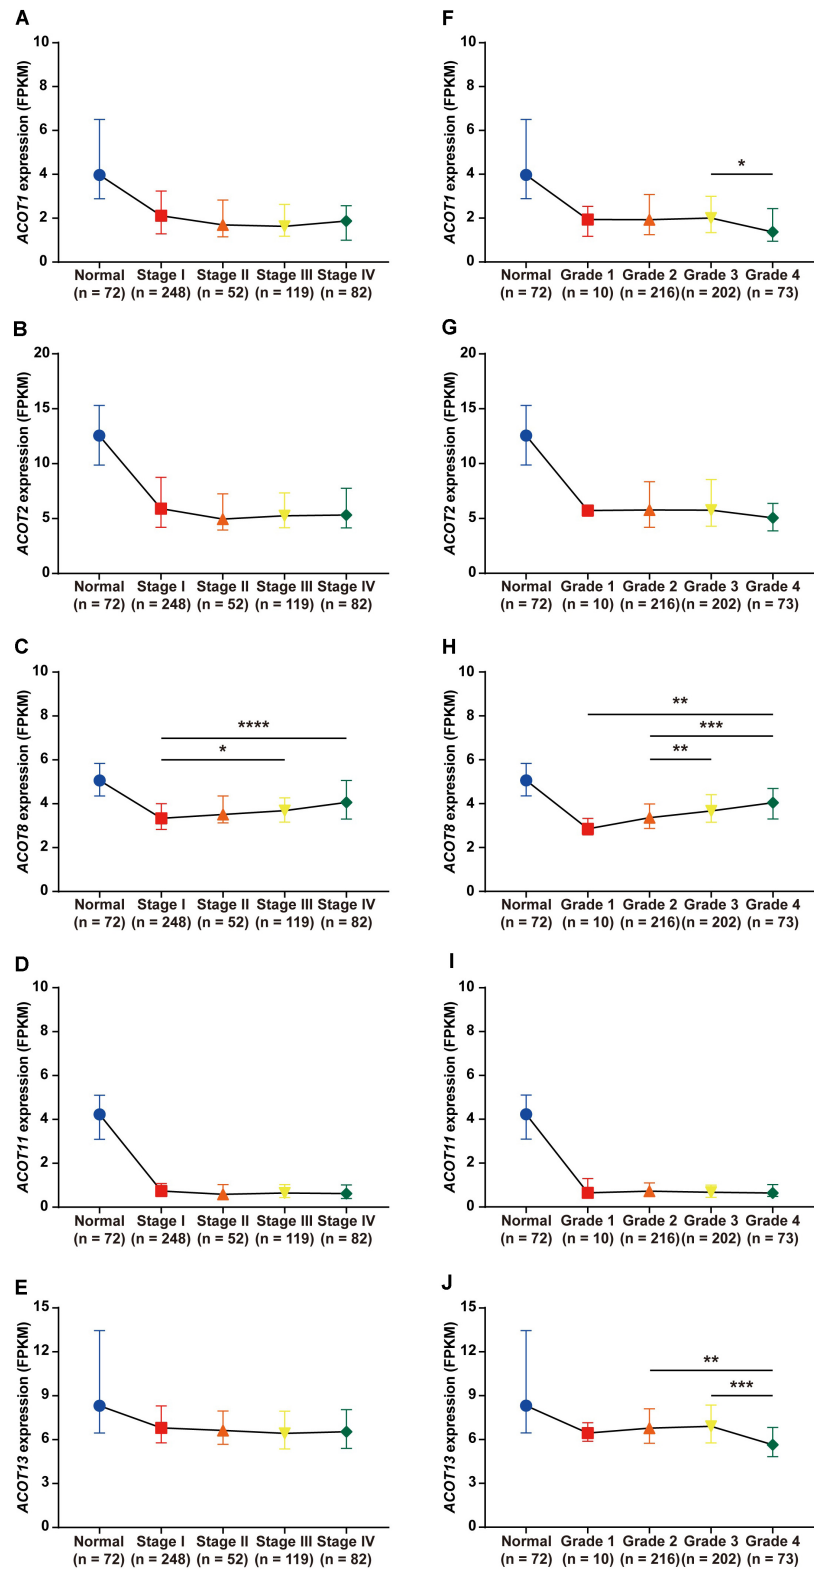 A
ACOT1 expression (FPKM)
10
8
6
4
2
0
Normal Stage I Stage II Stage III Stage IV
(n = 72) (n = 248) (n = 52) (n = 119) (n = 82)
F
ACOT1 expression (FPKM)
10
8
6
4
2
0
*
Normal Grade 1 Grade 2 Grade 3 Grade 4
(n = 72) (n = 10) (n = 216) (n = 202) (n = 73)
B
ACOT2 expression (FPKM)
20
15
10
5
0
Normal Stage I Stage II Stage III Stage IV
(n = 72) (n = 248) (n = 52) (n = 119) (n = 82)
G
ACOT2 expression (FPKM)
20
15
10
5
0
Normal Grade 1 Grade 2 Grade 3 Grade 4
(n = 72) (n = 10) (n = 216) (n = 202) (n = 73)
C
ACOT8 expression (FPKM)
10
8
6
4
2
0
****
*
Normal Stage I Stage II Stage III Stage IV
(n = 72) (n = 248) (n = 52) (n = 119) (n = 82)
H
ACOT8 expression (FPKM)
10
8
6
4
2
0
**
***
**
Normal Grade 1 Grade 2 Grade 3 Grade 4
(n = 72) (n = 10) (n = 216) (n = 202) (n = 73)
D
ACOT11 expression (FPKM)
10
8
6
4
2
0
Normal Stage I Stage II Stage III Stage IV
(n = 72) (n = 248) (n = 52) (n = 119) (n = 82)
I
ACOT11 expression (FPKM)
10
8
6
4
2
0
Normal Grade 1 Grade 2 Grade 3 Grade 4
(n = 72) (n = 10) (n = 216) (n = 202) (n = 73)
E
ACOT13 expression (FPKM)
15
12
9
6
3
0
Normal Stage I Stage II Stage III Stage IV
(n = 72) (n = 248) (n = 52) (n = 119) (n = 82)
J
ACOT13 expression (FPKM)
15
12
9
6
3
0
**
***
Normal Grade 1 Grade 2 Grade 3 Grade 4
(n = 72) (n = 10) (n = 216) (n = 202) (n = 73)